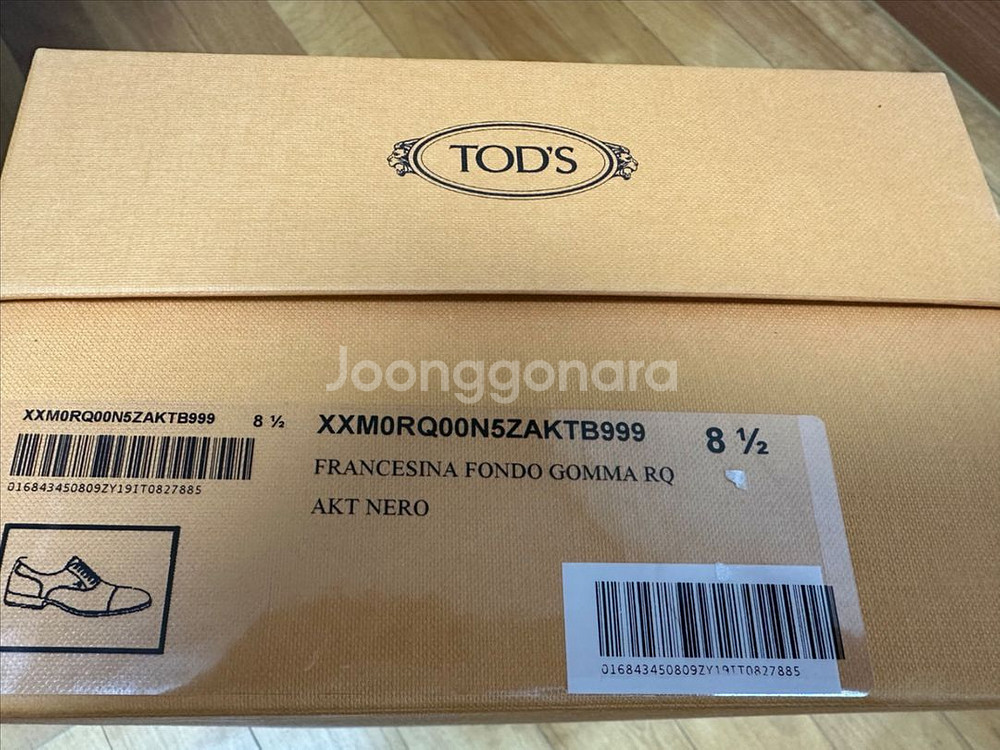 TOD'S
Joonggonara
XXM0RQ00N5ZAKTB999 8 ½
016843450809ZY19IT0827885
XXM0RQ00N5ZAKTB999 8 ½
FRANCESINA FONDO GOMMA RQ
AKT NERO
016843450809ZY19IT0827885